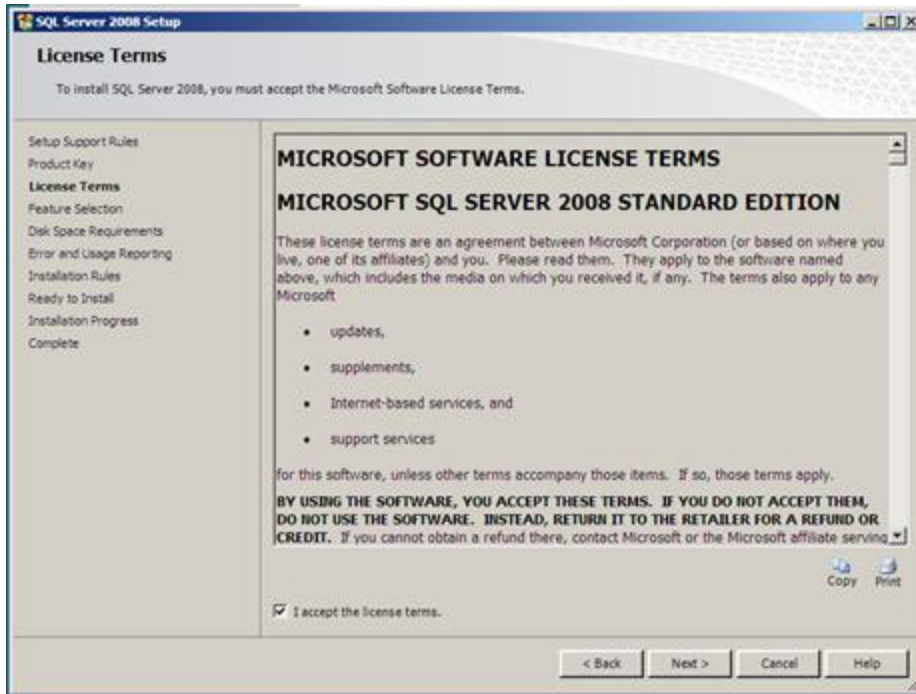 SQL Server 2008 Setup
License Terms
To install SQL Server 2008, you must accept the Microsoft Software License Terms.
Setup Support Rules
Product Key
License Terms
Feature Selection
Disk Space Requirements
Error and Usage Reporting
Installation Rules
Ready to Install
Installation Progress
Complete
MICROSOFT SOFTWARE LICENSE TERMS
MICROSOFT SQL SERVER 2008 STANDARD EDITION
These license terms are an agreement between Microsoft Corporation (or based on where you
live, one of its affiliates) and you. Please read them. They apply to the software named
above, which includes the media on which you received it, if any. The terms also apply to any
Microsoft
• updates,
• supplements,
• Internet-based services, and
• support services
for this software, unless other terms accompany those items. If so, those terms apply.
BY USING THE SOFTWARE, YOU ACCEPT THESE TERMS. IF YOU DO NOT ACCEPT THEM,
DO NOT USE THE SOFTWARE. INSTEAD, RETURN IT TO THE RETAILER FOR A REFUND OR
CREDIT. If you cannot obtain a refund there, contact Microsoft or the Microsoft affiliate serving
Copy Print
I accept the license terms.
< Back Next > Cancel Help